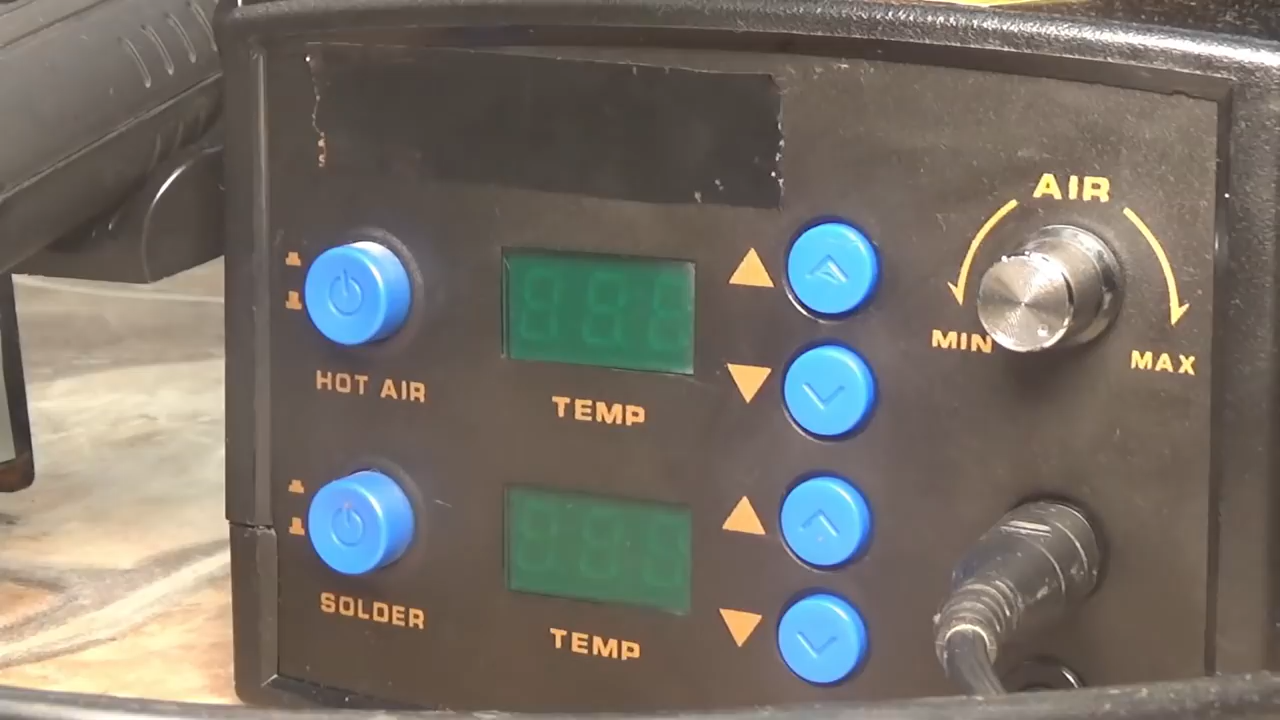 AIR
MIN
MAX
HOT AIR
TEMP
SOLDER
TEMP